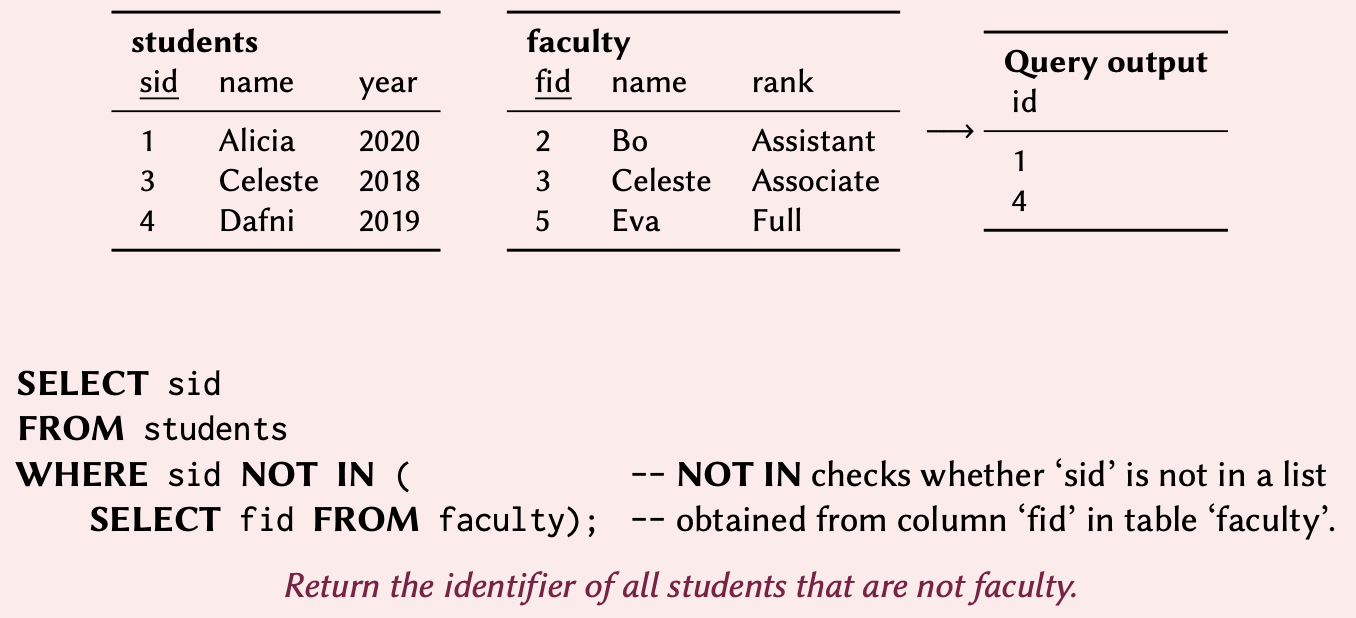 students
sid name year
1 Alicia 2020
3 Celeste 2018
4 Dafni 2019
faculty
fid name rank
2 Bo Assistant
3 Celeste Associate
5 Eva Full
→
Query output
id
1
4
SELECT sid
FROM students
WHERE sid NOT IN ( -- NOT IN checks whether ‘sid’ is not in a list
SELECT fid FROM faculty); -- obtained from column ‘fid’ in table ‘faculty’.
Return the identifier of all students that are not faculty.